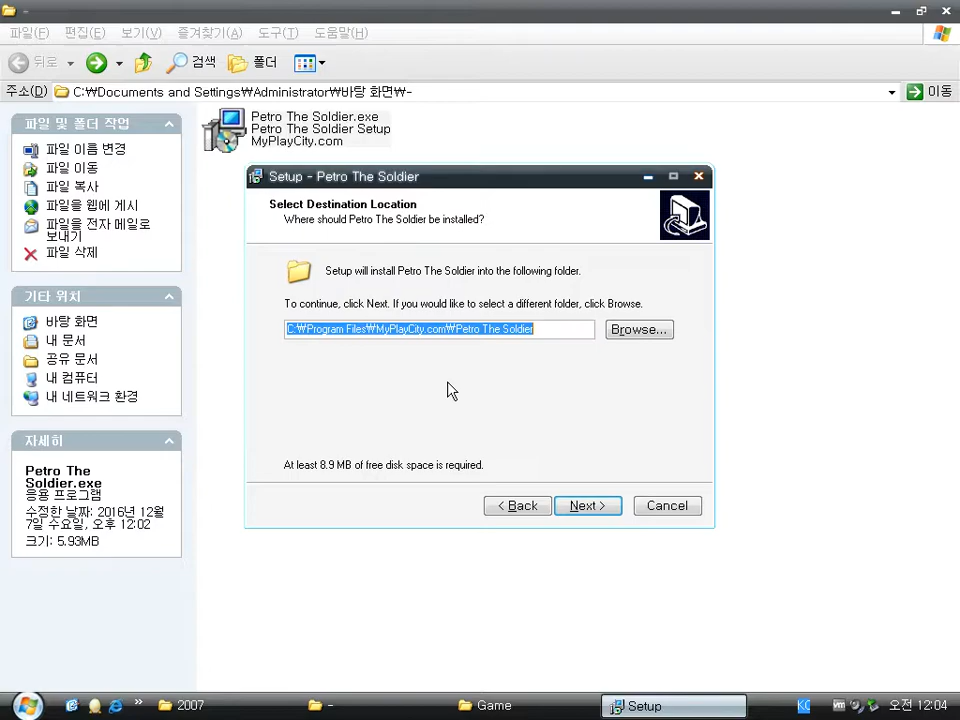 -
파일(F) 편집(E) 보기(V) 즐겨찾기(A) 도구(T) 도움말(H)
뒤로 검색 폴더
주소(D) C:₩Documents and Settings₩Administrator₩바탕 화면₩- 이동
파일 및 폴더 작업
파일 이름 변경
파일 이동
파일 복사
파일을 웹에 게시
파일을 전자 메일로
보내기
파일 삭제
기타 위치
바탕 화면
내 문서
공유 문서
내 컴퓨터
내 네트워크 환경
자세히
Petro The
Soldier.exe
응용 프로그램
수정한 날짜: 2016년 12월
7일 수요일, 오후 12:02
크기: 5.93MB
Petro The Soldier.exe
Petro The Soldier Setup
MyPlayCity.com
Setup - Petro The Soldier
Select Destination Location
Where should Petro The Soldier be installed?
Setup will install Petro The Soldier into the following folder.
To continue, click Next. If you would like to select a different folder, click Browse.
C:₩Program Files₩MyPlayCity.com₩Petro The Soldier
Browse...
At least 8.9 MB of free disk space is required.
< Back Next > Cancel
» 2007 - Game Setup KO vm 오전 12:04